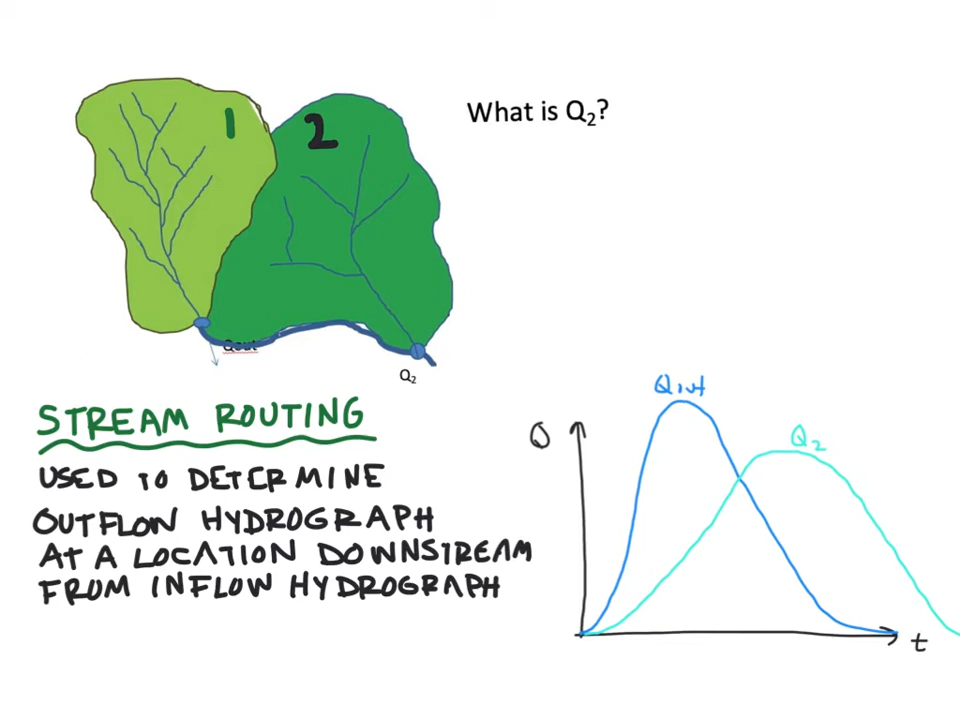 1
2
What is Q₂?
Qout
Q₂
STREAM ROUTING
USED TO DETERMINE
OUTFLOW HYDROGRAPH
AT A LOCATION DOWNSTREAM
FROM INFLOW HYDROGRAPH
Qout
Q
Q₂
t